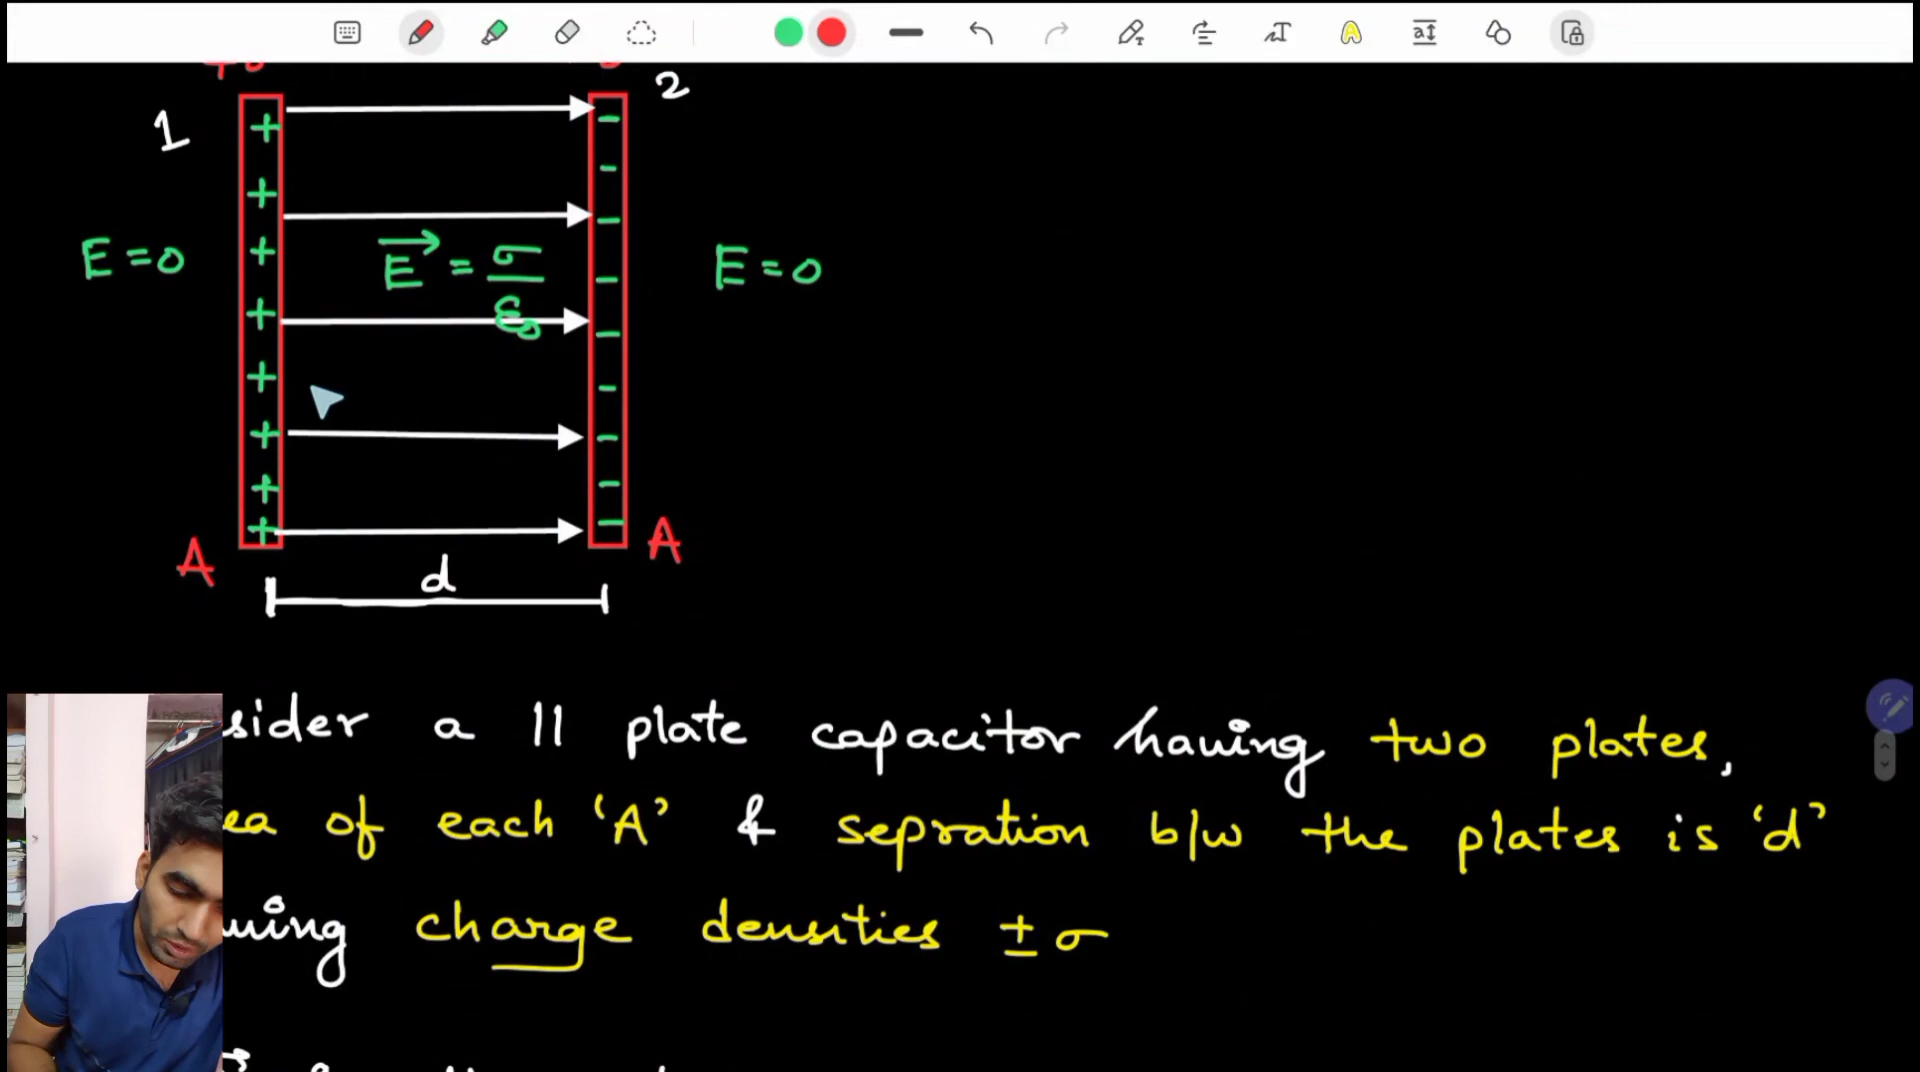 1 2
E = 0 E⃗ = σ/ε₀ E = 0
A A
d
sider a || plate capacitor having two plates,
ea of each 'A' & sepration b/w the plates is 'd'
charge densities ± σ